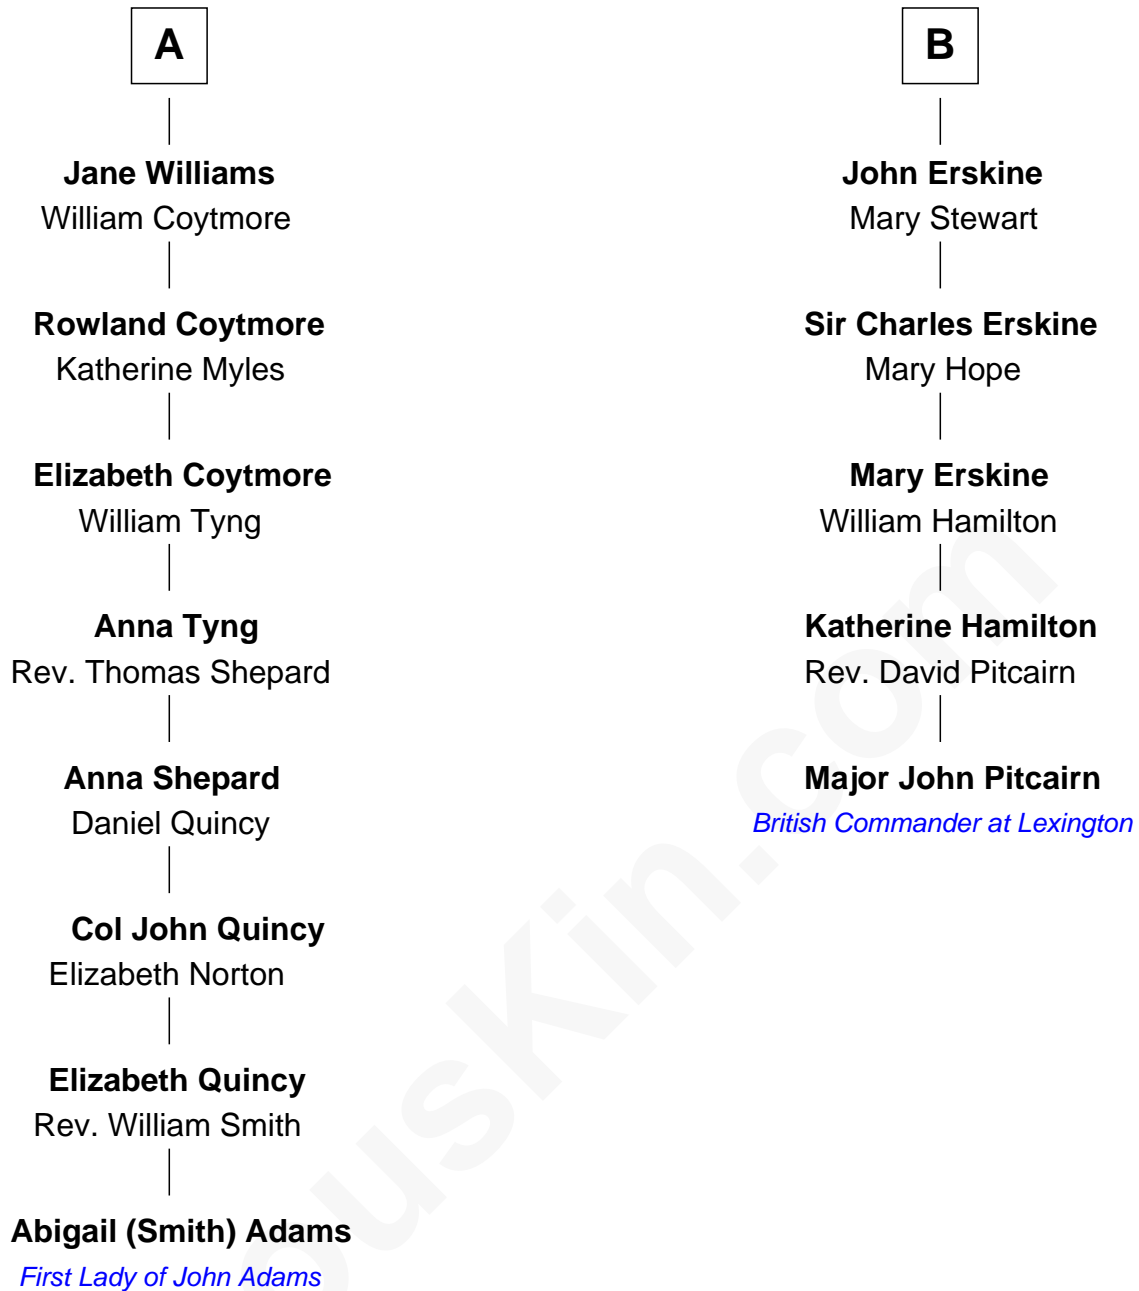 A
Jane Williams
William Coytmore
Rowland Coytmore
Katherine Myles
Elizabeth Coytmore
William Tyng
Anna Tyng
Rev. Thomas Shepard
Anna Shepard
Daniel Quincy
Col John Quincy
Elizabeth Norton
Elizabeth Quincy
Rev. William Smith
Abigail (Smith) Adams
First Lady of John Adams
B
John Erskine
Mary Stewart
Sir Charles Erskine
Mary Hope
Mary Erskine
William Hamilton
Katherine Hamilton
Rev. David Pitcairn
Major John Pitcairn
British Commander at Lexington
ousKin.com